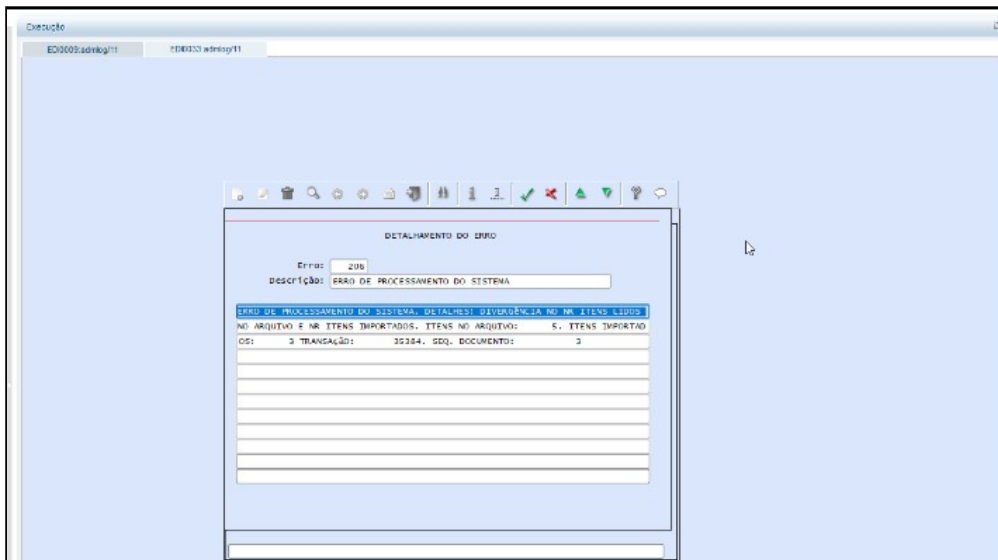 Execução
EDI0009:admlog/11 EDI0033:admlog/11
DETALHAMENTO DO ERRO
Erro: 206
Descrição: ERRO DE PROCESSAMENTO DO SISTEMA
ERRO DE PROCESSAMENTO DO SISTEMA. DETALHES: DIVERGÊNCIA NO NR ITENS LIDOS
NO ARQUIVO E NR ITENS IMPORTADOS. ITENS NO ARQUIVO: 5. ITENS IMPORTAD
OS: 3 TRANSAÇÃO: 35384. SEQ. DOCUMENTO: 3